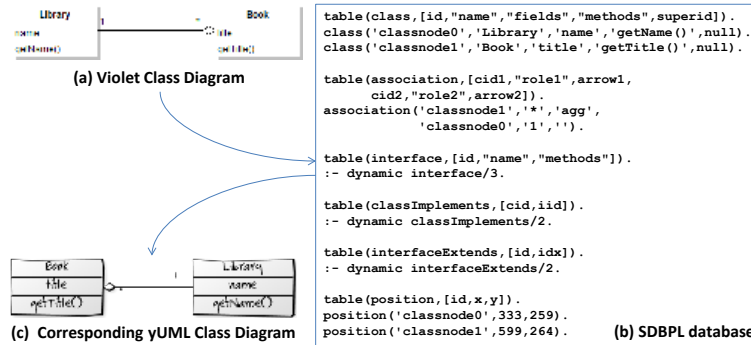 Library
name
getName()
1
*
Book
title
getTitle()
(a) Violet Class Diagram
Book
title
getTitle()
*
1
Library
name
getName()
(c) Corresponding yUML Class Diagram
table(class,[id,"name","fields","methods",superid]).
class('classnode0','Library','name','getName()',null).
class('classnode1','Book','title','getTitle()',null).
table(association,[cid1,"role1",arrow1,
cid2,"role2",arrow2]).
association('classnode1','*','agg',
'classnode0','1','').
table(interface,[id,"name","methods"]).
:- dynamic interface/3.
table(classImplements,[cid,iid]).
:- dynamic classImplements/2.
table(interfaceExtends,[id,idx]).
:- dynamic interfaceExtends/2.
table(position,[id,x,y]).
position('classnode0',333,259).
position('classnode1',599,264).
(b) SDBPL database